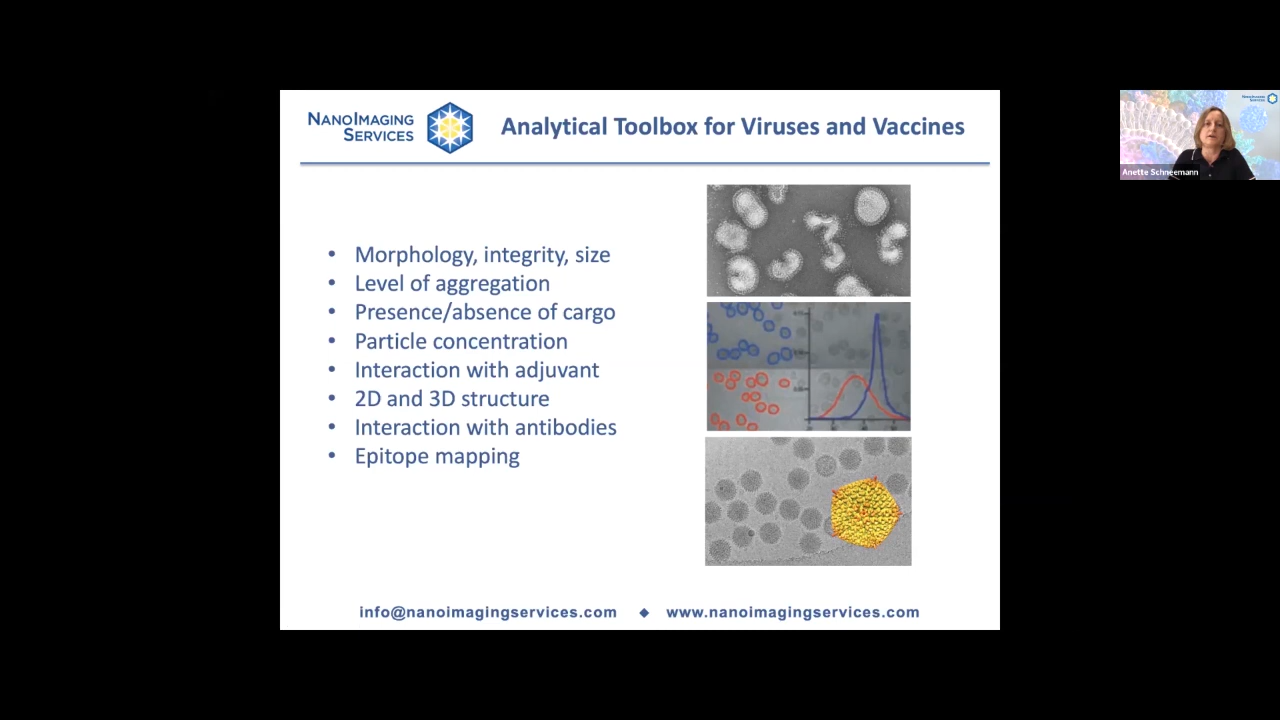 NANOIMAGING
SERVICES
Analytical Toolbox for Viruses and Vaccines
• Morphology, integrity, size
• Level of aggregation
• Presence/absence of cargo
• Particle concentration
• Interaction with adjuvant
• 2D and 3D structure
• Interaction with antibodies
• Epitope mapping
info@nanoimagingservices.com ◆ www.nanoimagingservices.com
Anette Schneemann